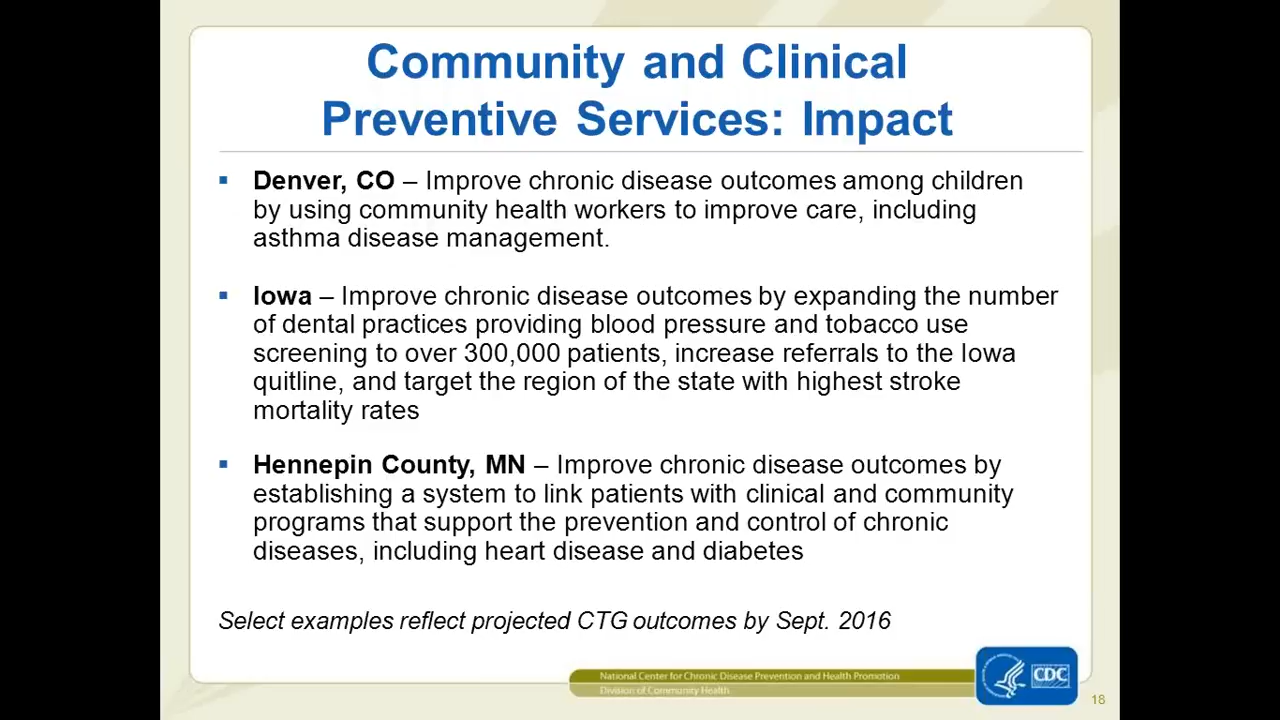 Community and Clinical
Preventive Services: Impact
▪ Denver, CO – Improve chronic disease outcomes among children
by using community health workers to improve care, including
asthma disease management.
▪ Iowa – Improve chronic disease outcomes by expanding the number
of dental practices providing blood pressure and tobacco use
screening to over 300,000 patients, increase referrals to the Iowa
quitline, and target the region of the state with highest stroke
mortality rates
▪ Hennepin County, MN – Improve chronic disease outcomes by
establishing a system to link patients with clinical and community
programs that support the prevention and control of chronic
diseases, including heart disease and diabetes
Select examples reflect projected CTG outcomes by Sept. 2016
National Center for Chronic Disease Prevention and Health Promotion
Division of Community Health
CDC
18